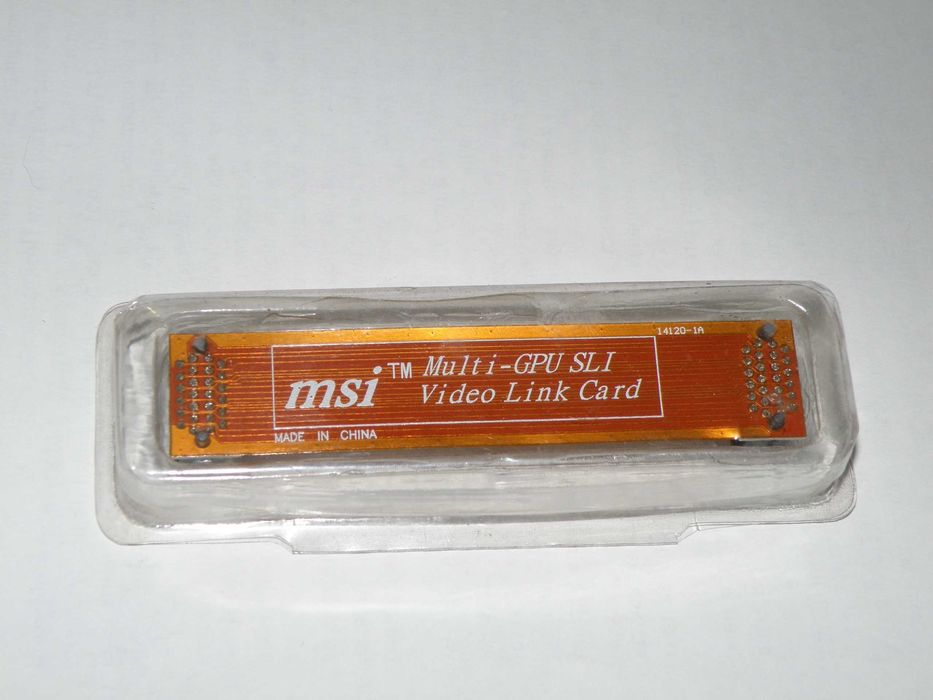 14120-1A
msi™ Multi-GPU SLI
Video Link Card
MADE IN CHINA